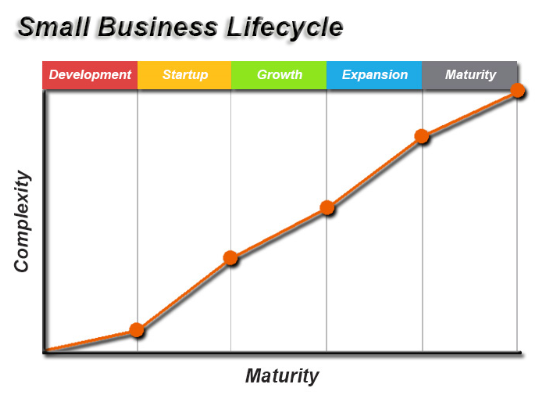 Small Business Lifecycle
Development Startup Growth Expansion Maturity
Complexity
Maturity